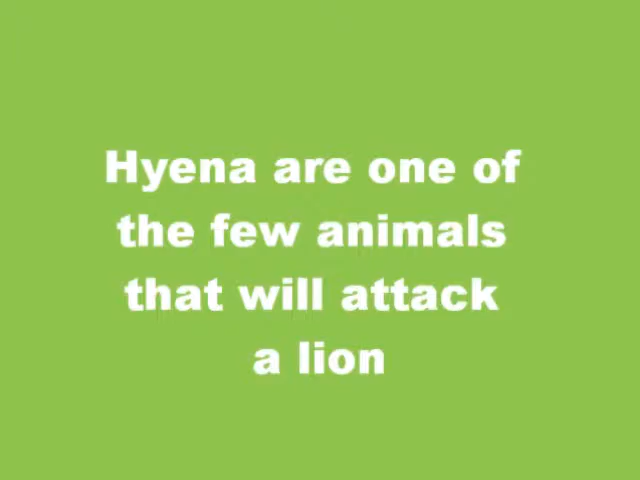 Hyena are one of
the few animals
that will attack
a lion